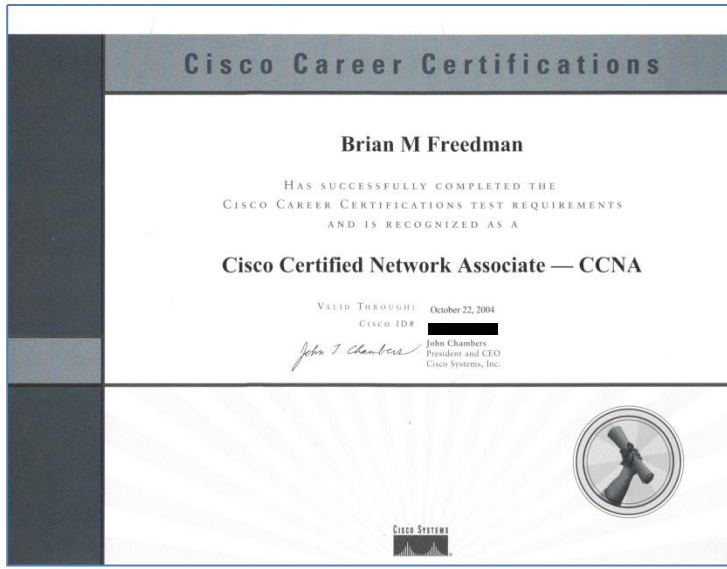 Cisco Career Certifications
Brian M Freedman
HAS SUCCESSFULLY COMPLETED THE
CISCO CAREER CERTIFICATIONS TEST REQUIREMENTS
AND IS RECOGNIZED AS A
Cisco Certified Network Associate — CCNA
VALID THROUGH: October 22, 2004
CISCO ID#
John T Chambers
John Chambers
President and CEO
Cisco Systems, Inc.
CISCO SYSTEMS